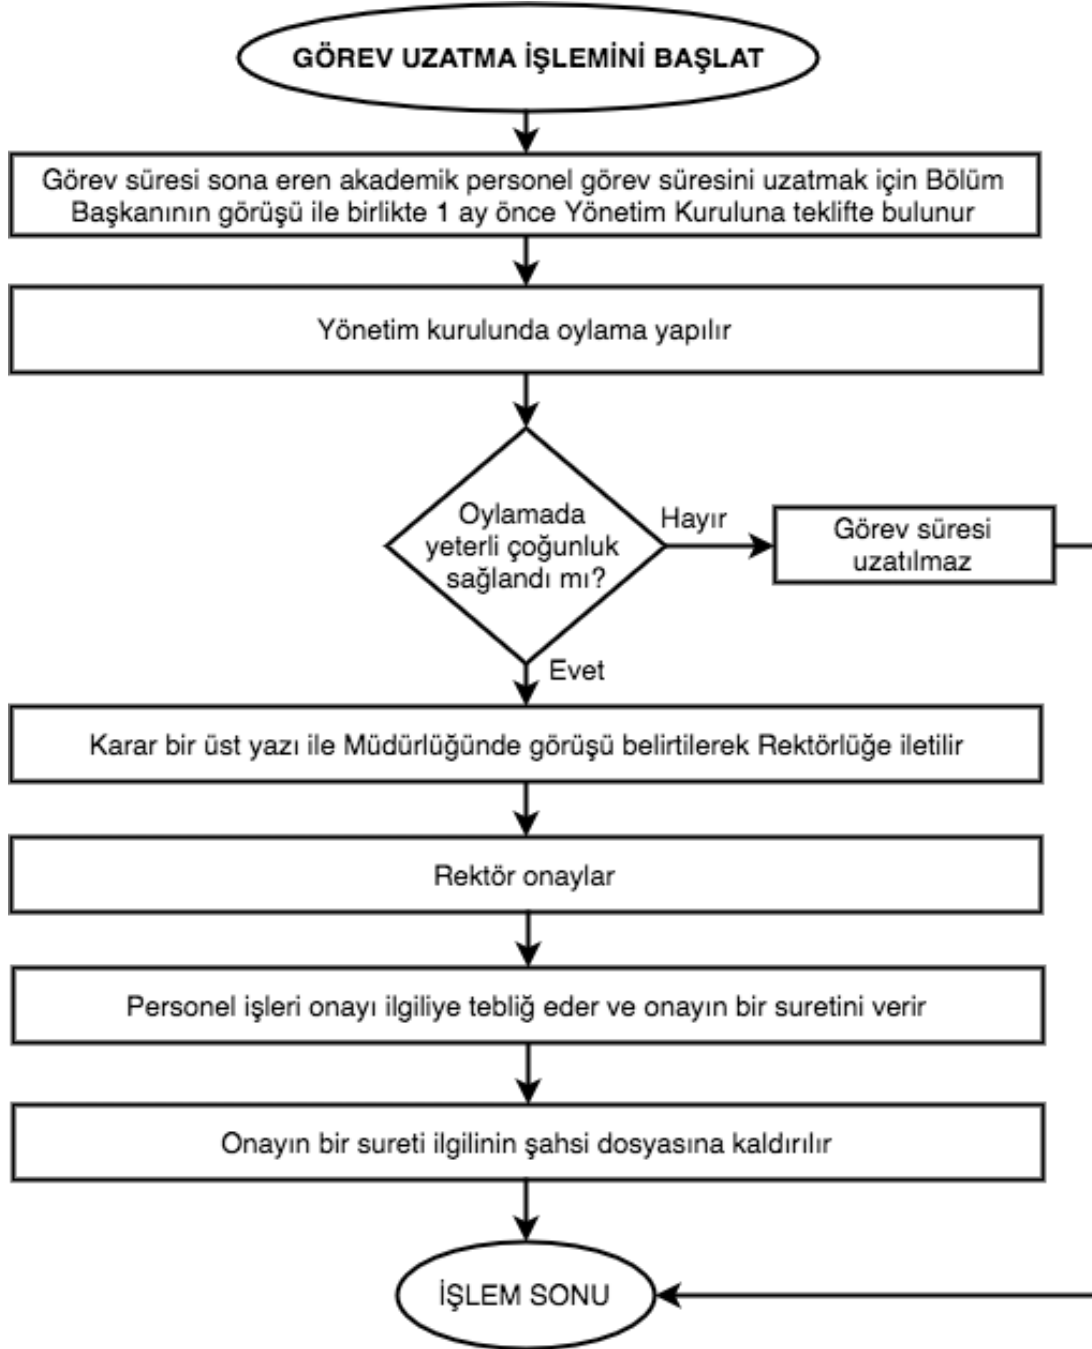 GÖREV UZATMA İŞLEMİNİ BAŞLAT
Görev süresi sona eren akademik personel görev süresini uzatmak için Bölüm
Başkanının görüşü ile birlikte 1 ay önce Yönetim Kuruluna teklifte bulunur
Yönetim kurulunda oylama yapılır
Oylamada
yeterli çoğunluk
sağlandı mı?
Hayır
Görev süresi
uzatılmaz
Evet
Karar bir üst yazı ile Müdürlüğünde görüşü belirtilerek Rektörlüğe iletilir
Rektör onaylar
Personel işleri onayı ilgiliye tebliğ eder ve onayın bir suretini verir
Onayın bir sureti ilgilinin şahsi dosyasına kaldırılır
İŞLEM SONU